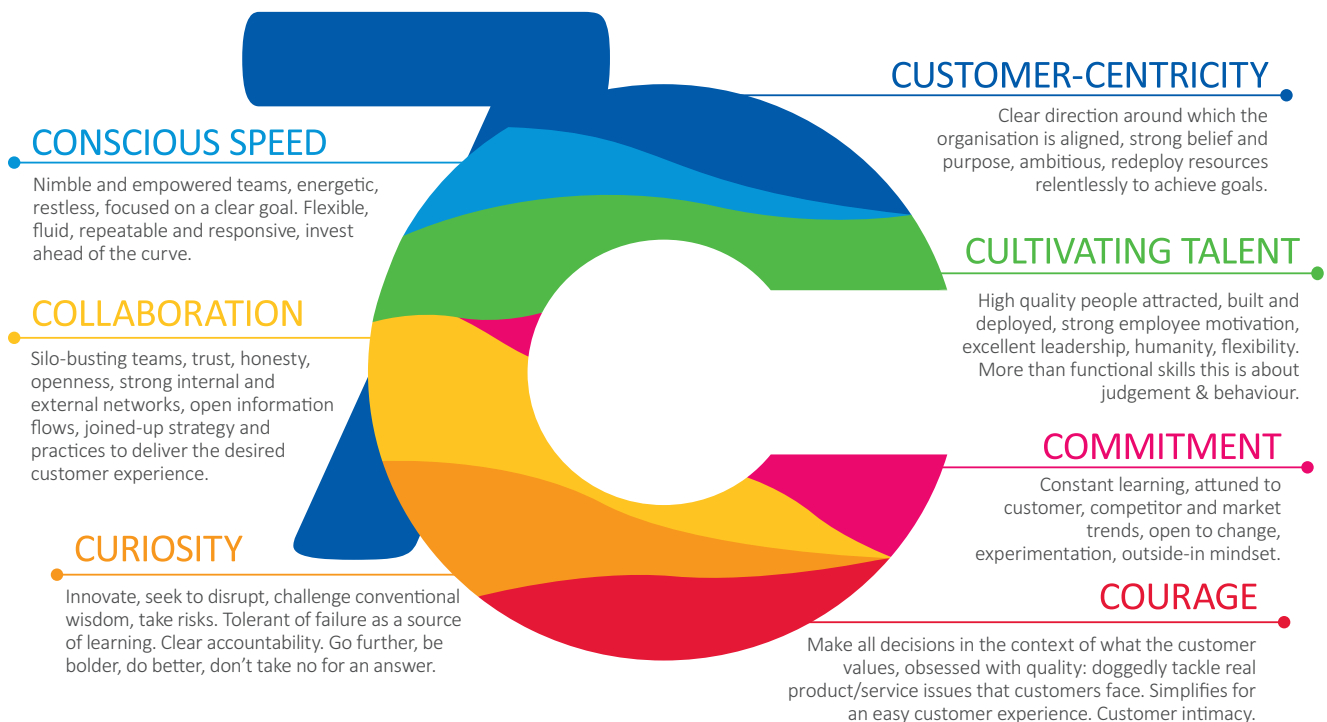 7C
CUSTOMER-CENTRICITY
Clear direction around which the
organisation is aligned, strong belief and
purpose, ambitious, redeploy resources
relentlessly to achieve goals.
CONSCIOUS SPEED
Nimble and empowered teams, energetic,
restless, focused on a clear goal. Flexible,
fluid, repeatable and responsive, invest
ahead of the curve.
CULTIVATING TALENT
High quality people attracted, built and
deployed, strong employee motivation,
excellent leadership, humanity, flexibility.
More than functional skills this is about
judgement & behaviour.
COLLABORATION
Silo-busting teams, trust, honesty,
openness, strong internal and
external networks, open information
flows, joined-up strategy and
practices to deliver the desired
customer experience.
COMMITMENT
Constant learning, attuned to
customer, competitor and market
trends, open to change,
experimentation, outside-in mindset.
CURIOSITY
Innovate, seek to disrupt, challenge conventional
wisdom, take risks. Tolerant of failure as a source
of learning. Clear accountability. Go further, be
bolder, do better, don’t take no for an answer.
COURAGE
Make all decisions in the context of what the customer
values, obsessed with quality: doggedly tackle real
product/service issues that customers face. Simplifies for
an easy customer experience. Customer intimacy.